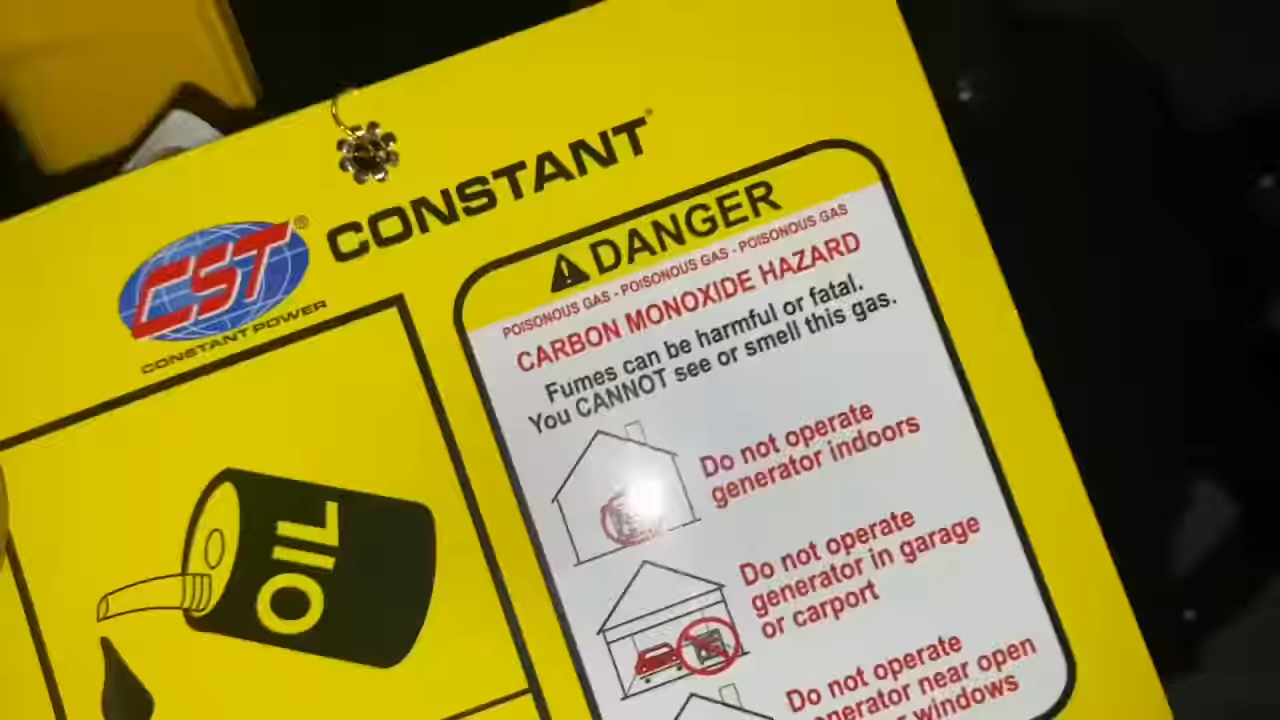 CONSTANT
CST®
CONSTANT POWER
OIL
DANGER
POISONOUS GAS - POISONOUS GAS - POISONOUS GAS
CARBON MONOXIDE HAZARD
Fumes can be harmful or fatal.
You CANNOT see or smell this gas.
Do not operate
generator indoors
Do not operate
generator in garage
or carport
Do not operate
near open
windows